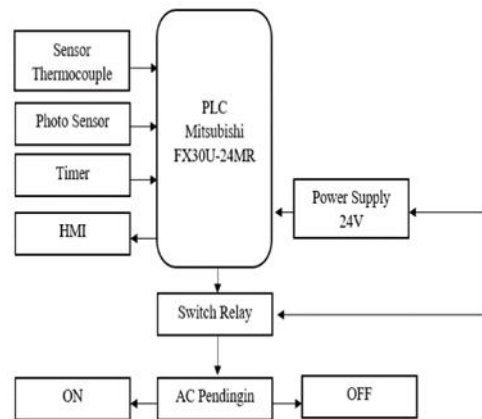 Sensor
Thermocouple
Photo Sensor
Timer
HMI
PLC
Mitsubishi
FX30U-24MR
Power Supply
24V
Switch Relay
ON
AC Pendingin
OFF